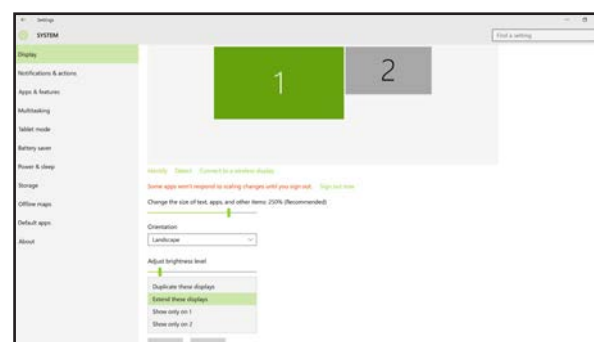 Settings
SYSTEM
Find a setting
Display
Notifications & actions
Apps & features
Multitasking
Tablet mode
Battery saver
Power & sleep
Storage
Offline maps
Default apps
About
1
2
Identify Detect Connect to a wireless display
Some apps won't respond to scaling changes until you sign out. Sign out now
Change the size of text, apps, and other items: 250% (Recommended)
Orientation
Landscape
Adjust brightness level
Duplicate these displays
Extend these displays
Show only on 1
Show only on 2